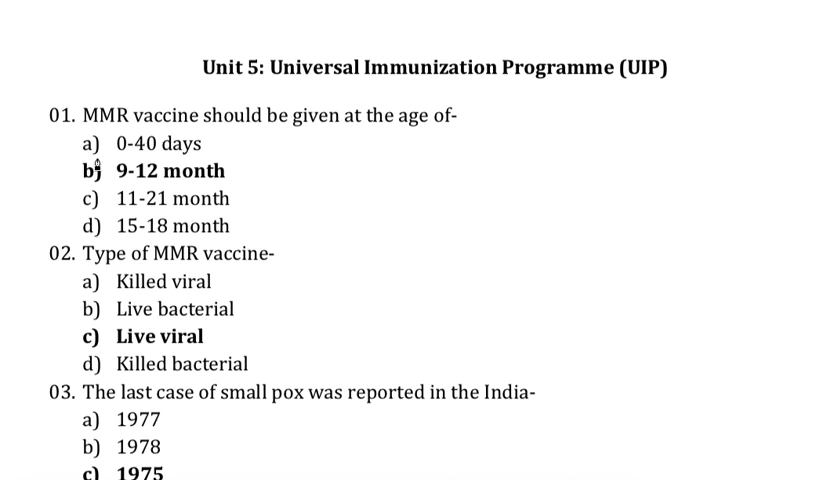 Unit 5: Universal Immunization Programme (UIP)
01. MMR vaccine should be given at the age of-
a) 0-40 days
b) 9-12 month
c) 11-21 month
d) 15-18 month
02. Type of MMR vaccine-
a) Killed viral
b) Live bacterial
c) Live viral
d) Killed bacterial
03. The last case of small pox was reported in the India-
a) 1977
b) 1978
c) 1975